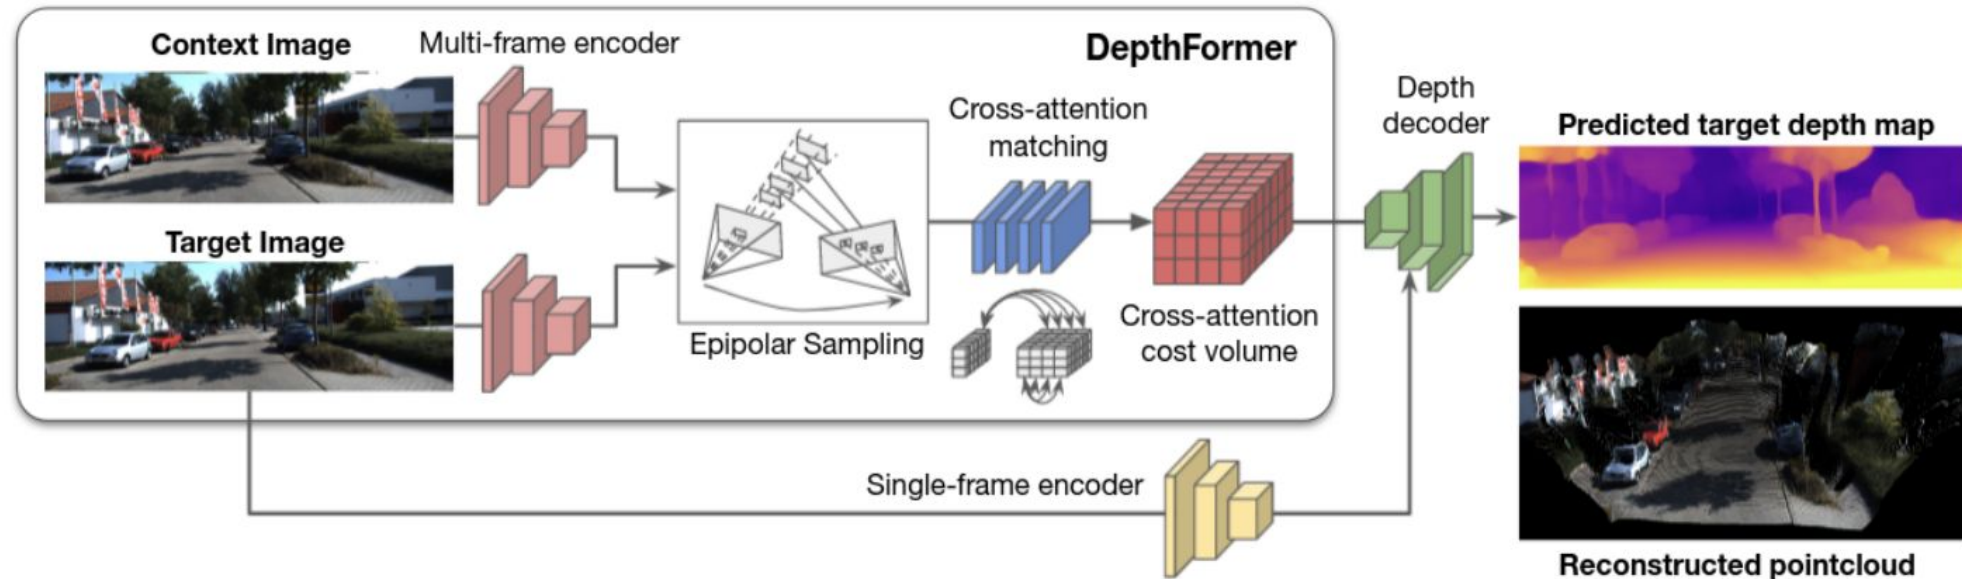 Context Image
Multi-frame encoder
DepthFormer
Cross-attention
matching
Depth
decoder
Predicted target depth map
Target Image
Epipolar Sampling
Cross-attention
cost volume
Single-frame encoder
Reconstructed pointcloud